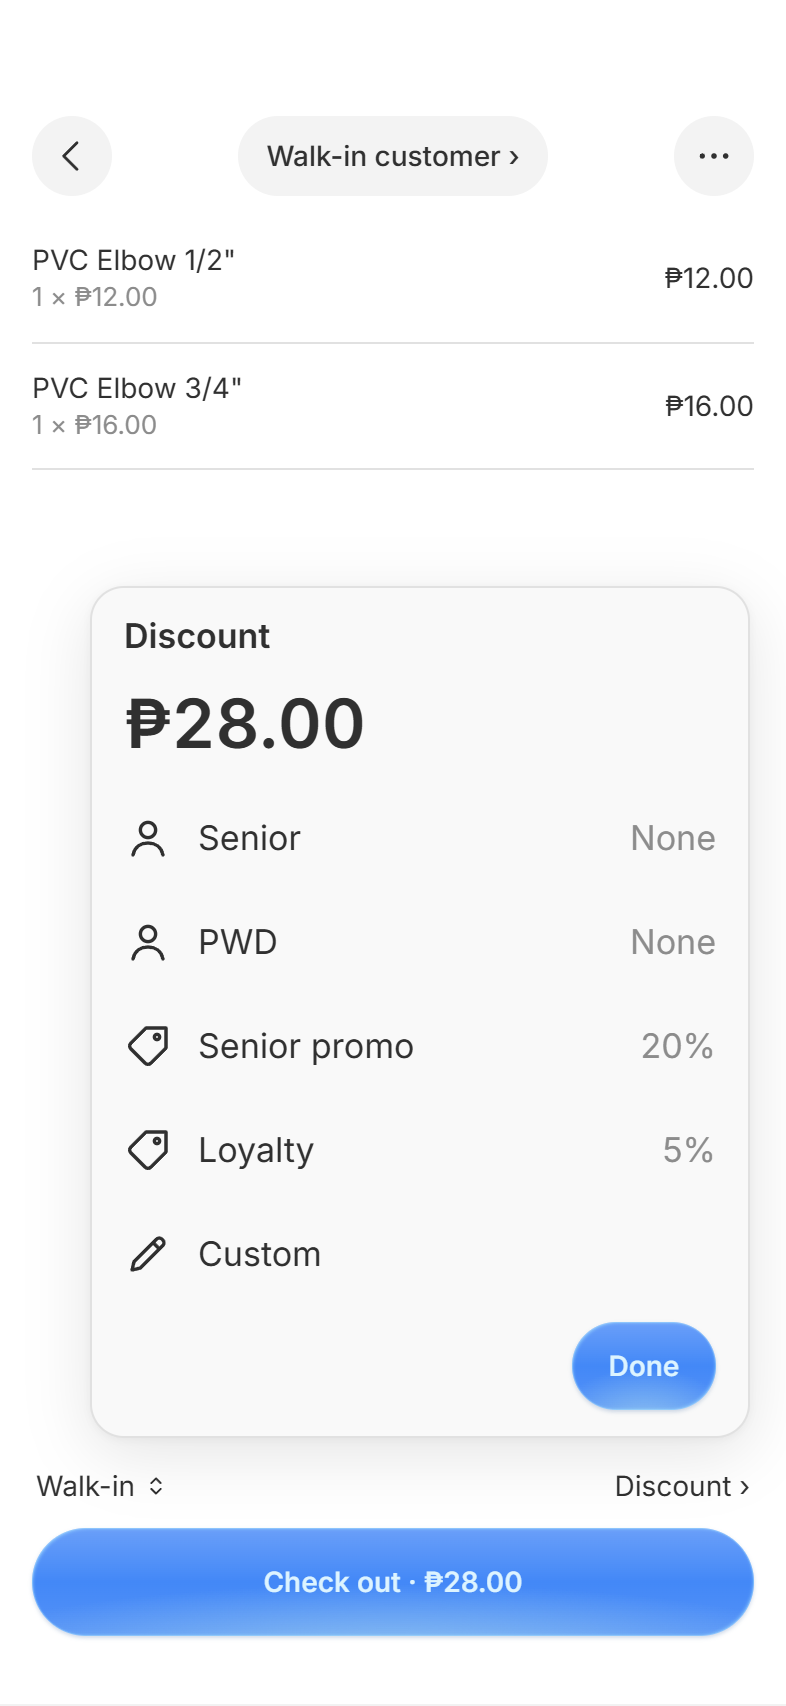 Walk-in customer ›
PVC Elbow 1/2"
1 × ₱12.00
₱12.00
PVC Elbow 3/4"
1 × ₱16.00
₱16.00
Discount
₱28.00
Senior None
PWD None
Senior promo 20%
Loyalty 5%
Custom
Done
Walk-in
Discount ›
Check out · ₱28.00